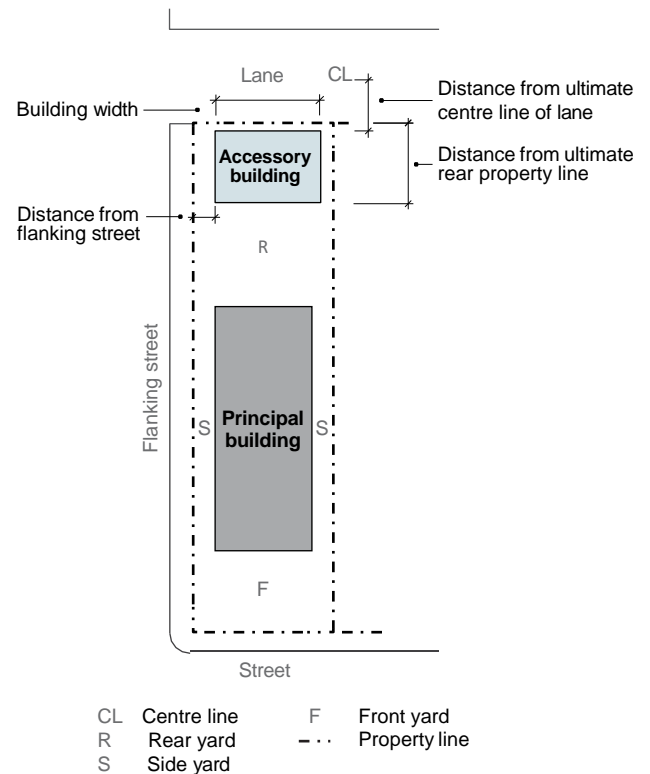 Lane
CL
Building width
Distance from ultimate
centre line of lane
Accessory
building
Distance from ultimate
rear property line
Distance from
flanking street
R
Flanking street
S
Principal
building
S
F
Street
CL Centre line
F Front yard
R Rear yard
Property line
S Side yard